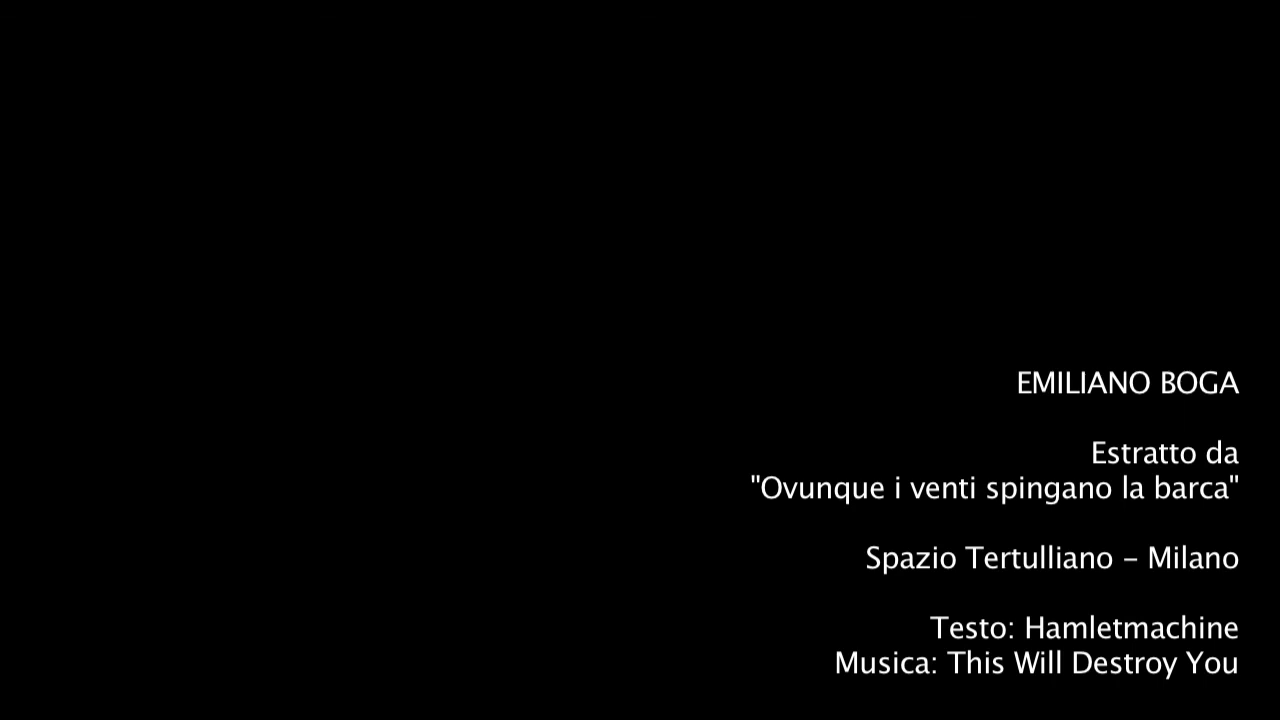 EMILIANO BOGA
Estratto da
"Ovunque i venti spingano la barca"
Spazio Tertulliano - Milano
Testo: Hamletmachine
Musica: This Will Destroy You